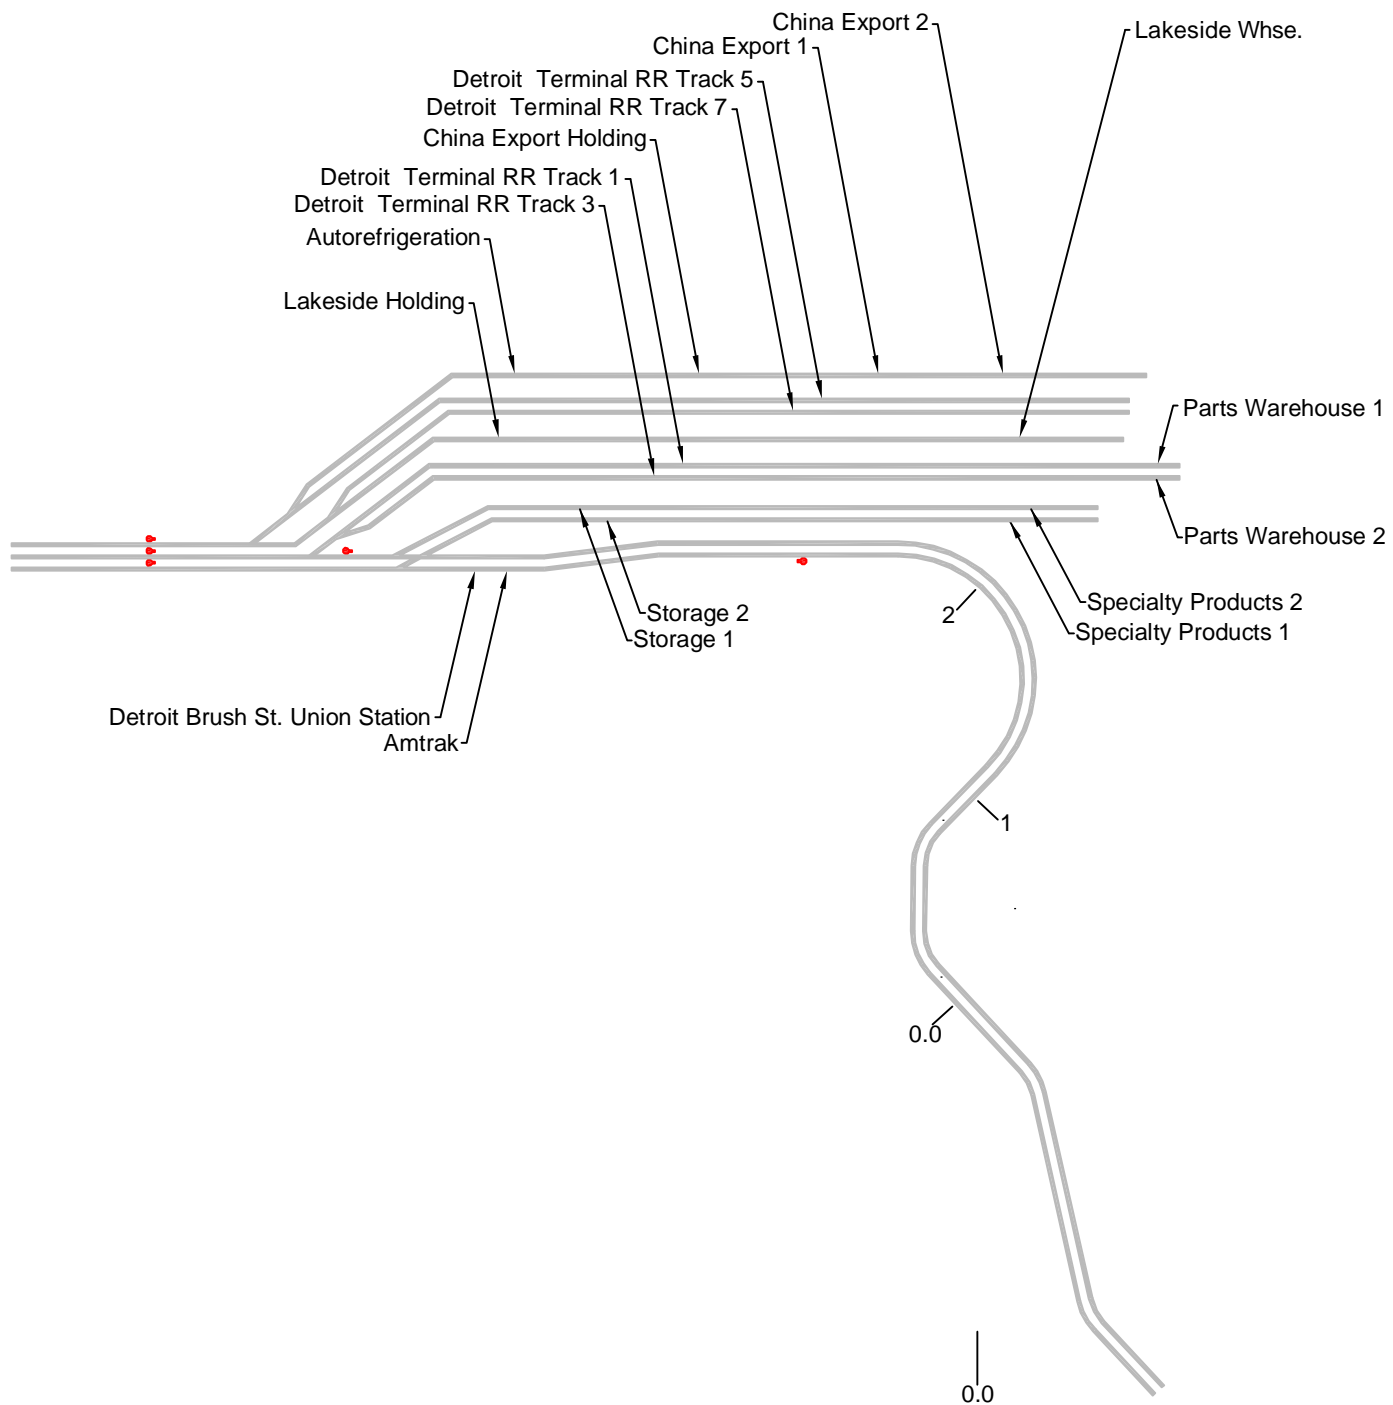 China Export 2
Lakeside Whse.
China Export 1
Detroit  Terminal RR Track 5
Detroit  Terminal RR Track 7
China Export Holding
Detroit  Terminal RR Track 1
Detroit  Terminal RR Track 3
Autorefrigeration
Lakeside Holding
Parts Warehouse 1
Parts Warehouse 2
Specialty Products 2
Storage 2
2
Specialty Products 1
Storage 1
Detroit Brush St. Union Station
Amtrak
1
0.0
0.0